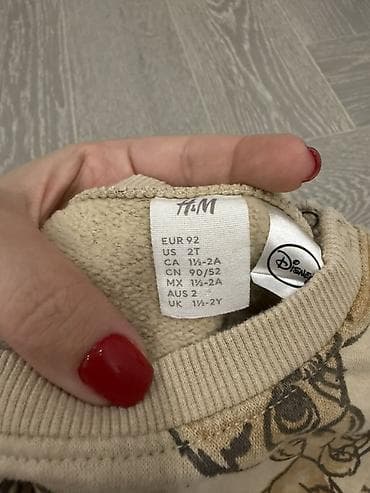 H&M
EUR 92
US 2T
CA 1½-2A
CN 90/52
MX 1½-2A
AUS 2
UK 1½-2Y
Disney